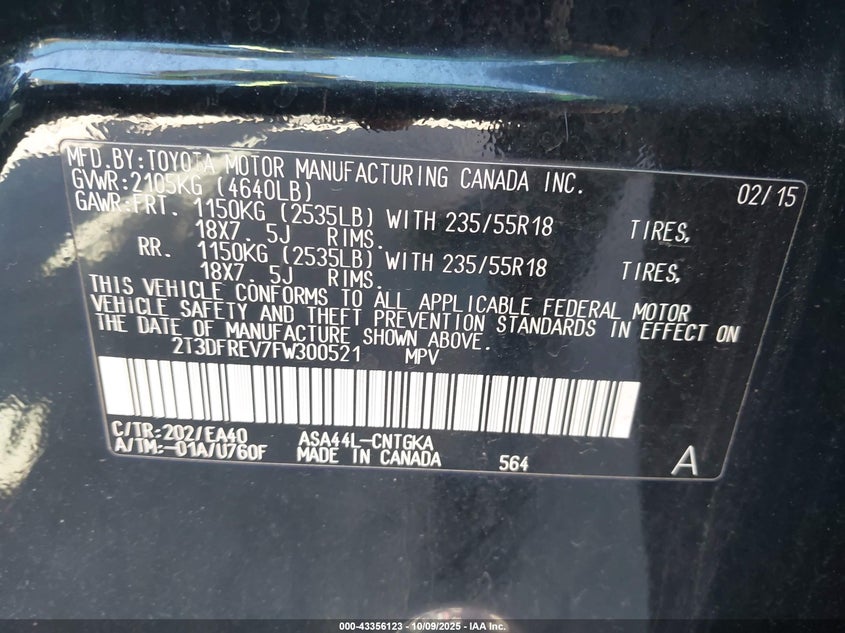 MFD.BY:TOYOTA MOTOR MANUFACTURING CANADA INC. 02/15
GVWR:2105KG (4640LB)
GAWR:FRT. 1150KG (2535LB) WITH 235/55R18 TIRES,
18X7. 5J RIMS.
RR. 1150KG (2535LB) WITH 235/55R18 TIRES,
18X7. 5J RIMS.
THIS VEHICLE CONFORMS TO ALL APPLICABLE FEDERAL MOTOR
VEHICLE SAFETY AND THEFT PREVENTION STANDARDS IN EFFECT ON
THE DATE OF MANUFACTURE SHOWN ABOVE.
2T3DFREV7FW300521 MPV
C/TR:202/EA40 ASA44L-CNTGKA
A/TM:-01A/U760F MADE IN CANADA 564 A
000-43356123 | 10/09/2025 - IAA Inc.